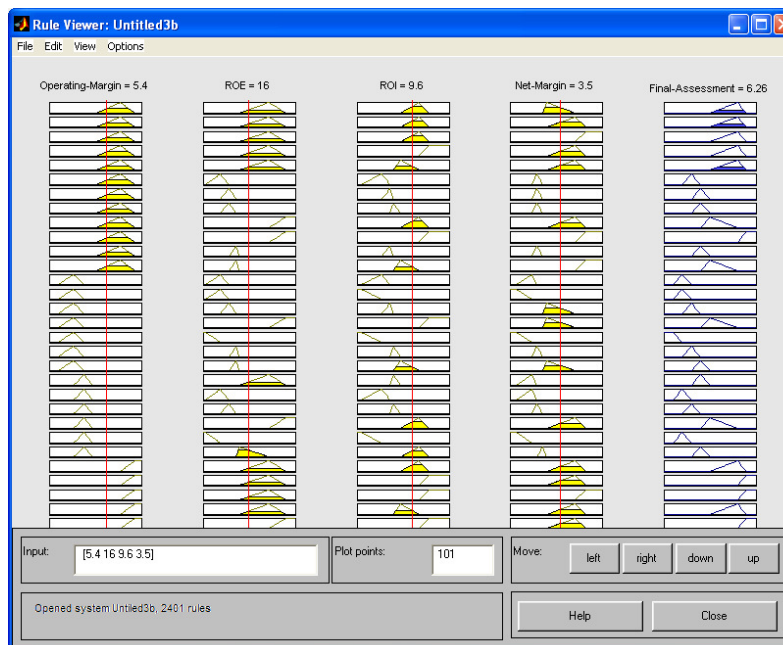 Rule Viewer: Untitled3b
File Edit View Options
Operating-Margin = 5.4
ROE = 16
ROI = 9.6
Net-Margin = 3.5
Final-Assessment = 6.26
Input:
[5.4 16 9.6 3.5]
Plot points:
101
Move:
left
right
down
up
Opened system Untiled3b, 2401 rules
Help
Close